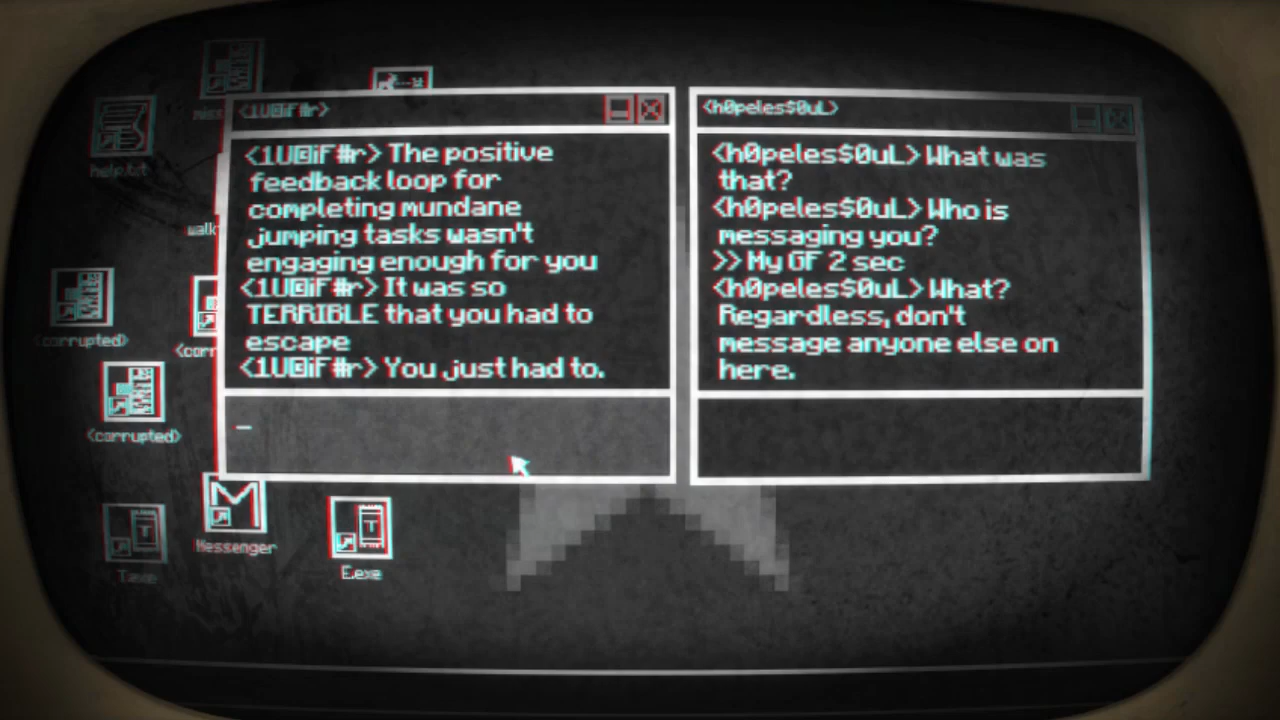 <1U©iF#r>
<1U©iF#r> The positive
feedback loop for
completing mundane
jumping tasks wasn't
engaging enough for you
<1U©iF#r> It was so
TERRIBLE that you had to
escape
<1U©iF#r> You just had to.
_
<h0peles$0uL>
<h0peles$0uL> What was
that?
<h0peles$0uL> Who is
messaging you?
>> My GF 2 sec
<h0peles$0uL> What?
Regardless, don't
message anyone else on
here.
help.txt
miss
walk
<corrupted>
<corr
<corrupted>
M
Messenger
T
T
E.exe